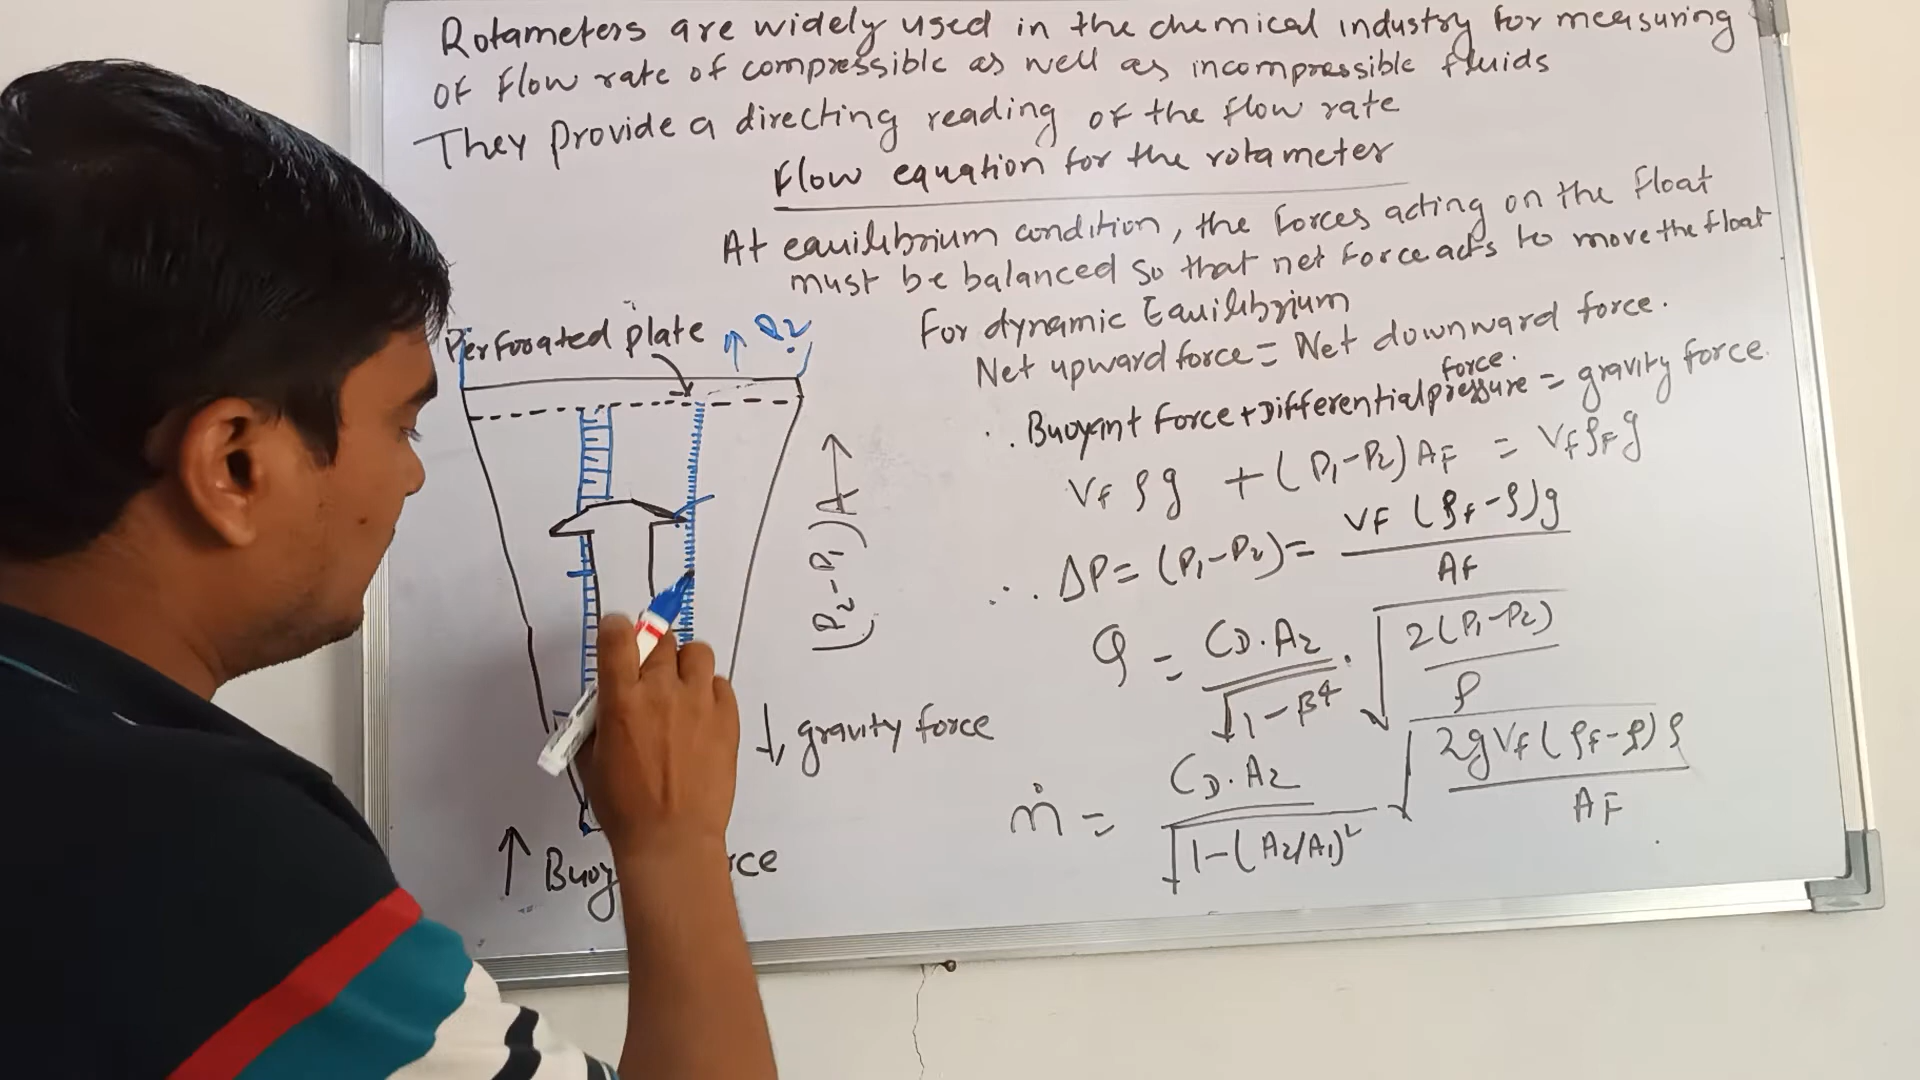 Rotameters are widely used in the chemical industry for measuring
of flow rate of compressible as well as incompressible fluids
They provide a directing reading of the flow rate
Flow equation for the rotameter
At equilibrium condition, the forces acting on the float
must be balanced so that net force acts to move the float
For dynamic Equilibrium
Net upward force = Net downward force.
∴ Buoyant force + Differential pressure force = gravity force.
VF ρg + (P1-P2) AF = VF ρF g
∴ ΔP = (P1-P2) = VF (ρF-ρ)g / AF
Q = CD.A2 / √(1-β⁴) . √(2(P1-P2) / ρ)
ṁ = CD.A2 / √(1-(A2/A1)²) √(2gVF(ρF-ρ)ρ / AF)
Perforated plate
↑ P2
(P2-P1)A →
↓ gravity force
↑